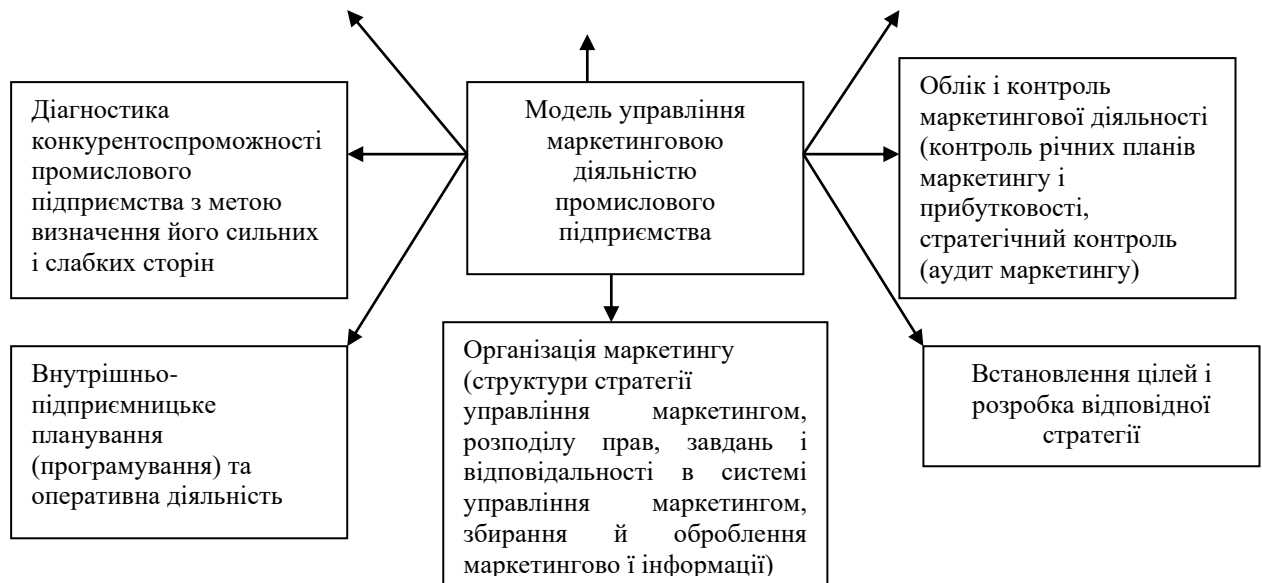 Діагностика
конкурентоспроможності
промислового
підприємства з метою
визначення його сильних
і слабких сторін
Модель управління
маркетинговою
діяльністю
промислового
підприємства
Облік і контроль
маркетингової діяльності
(контроль річних планів
маркетингу і
прибутковості,
стратегічний контроль
(аудит маркетингу)
Внутрішньо-
підприємницьке
планування
(програмування) та
оперативна діяльність
Організація маркетингу
(структури стратегії
управління маркетингом,
розподілу прав, завдань і
відповідальності в системі
управління маркетингом,
збирання й оброблення
маркетингово ї інформації)
Встановлення цілей і
розробка відповідної
стратегії